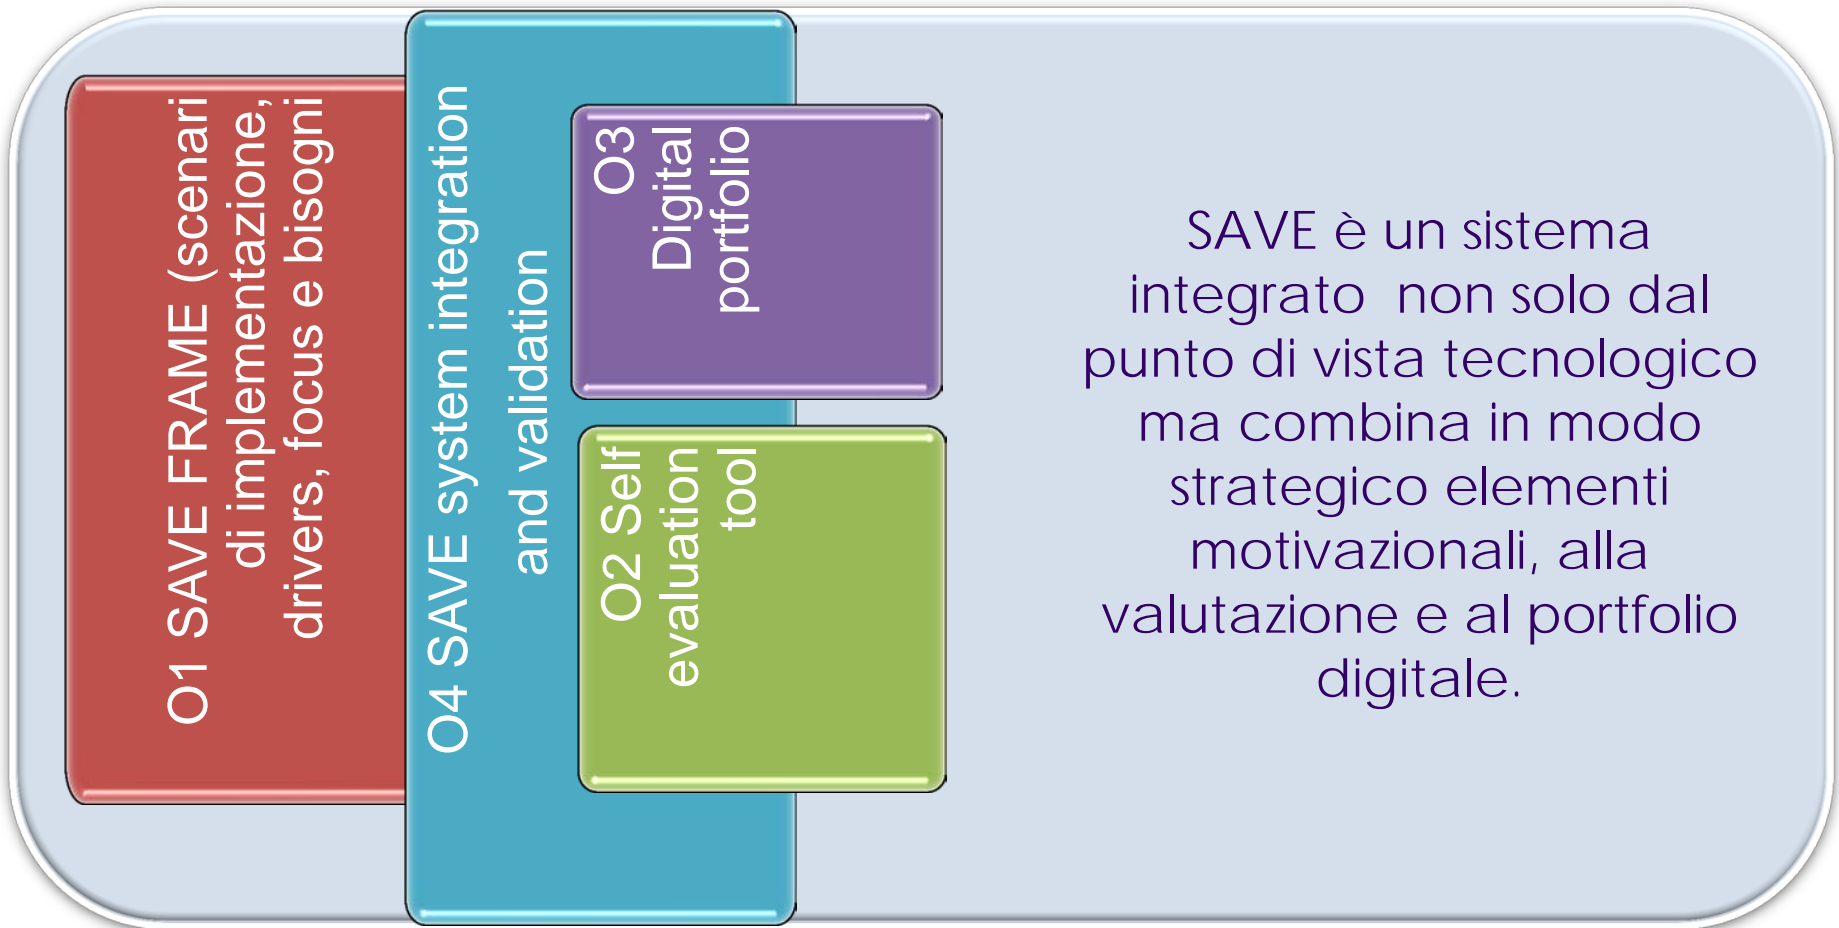 O1 SAVE FRAME (scenari
di implementazione,
drivers, focus e bisogni
O4 SAVE system integration
and validation
O3
Digital
portfolio
O2 Self
evaluation
tool
SAVE è un sistema
integrato non solo dal
punto di vista tecnologico
ma combina in modo
strategico elementi
motivazionali, alla
valutazione e al portfolio
digitale.